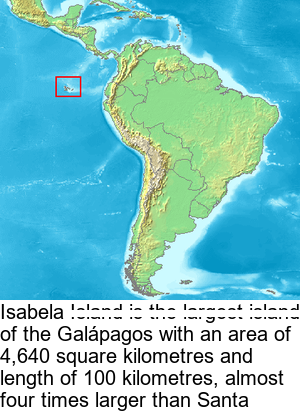 Isabela Island is the largest island
of the Galápagos with an area of
4,640 square kilometres and
length of 100 kilometres, almost
four times larger than Santa